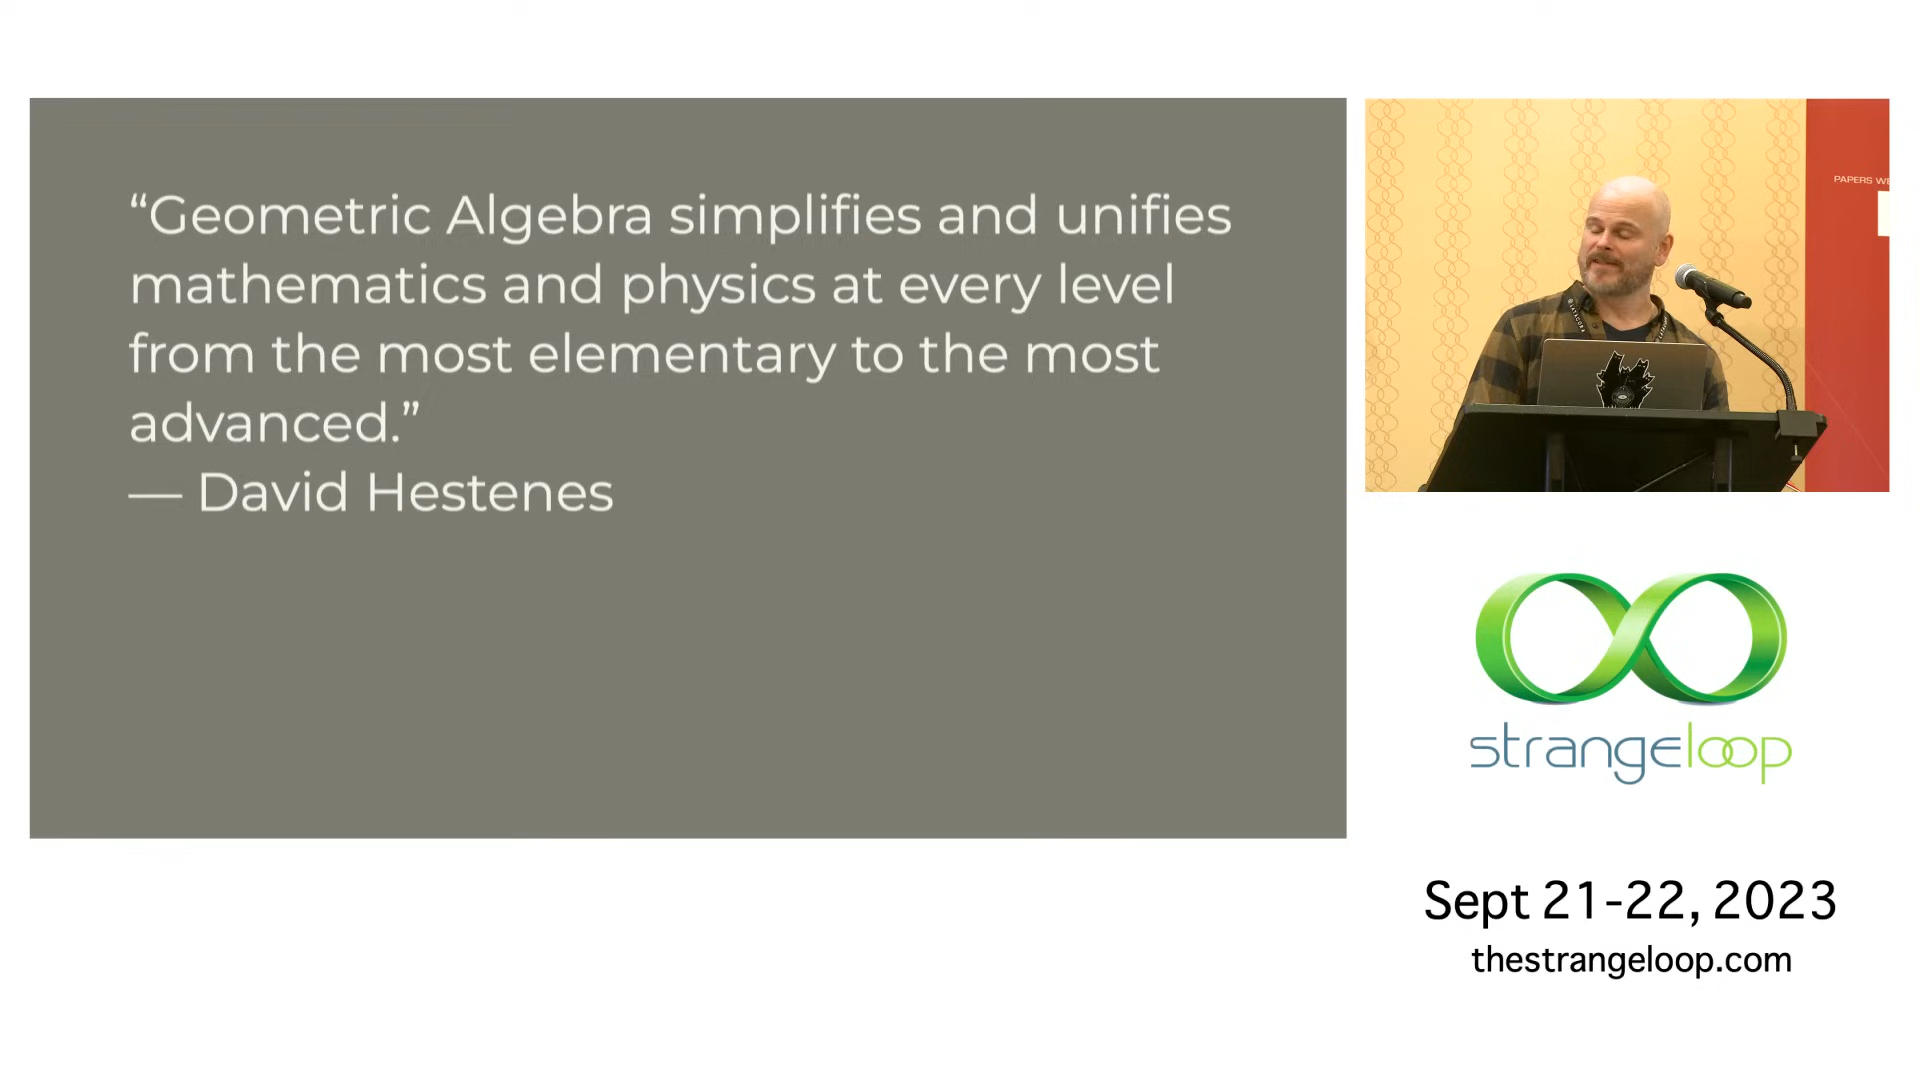 “Geometric Algebra simplifies and unifies
mathematics and physics at every level
from the most elementary to the most
advanced.”
— David Hestenes
PAPERS WE
strangeloop
Sept 21-22, 2023
thestrangeloop.com